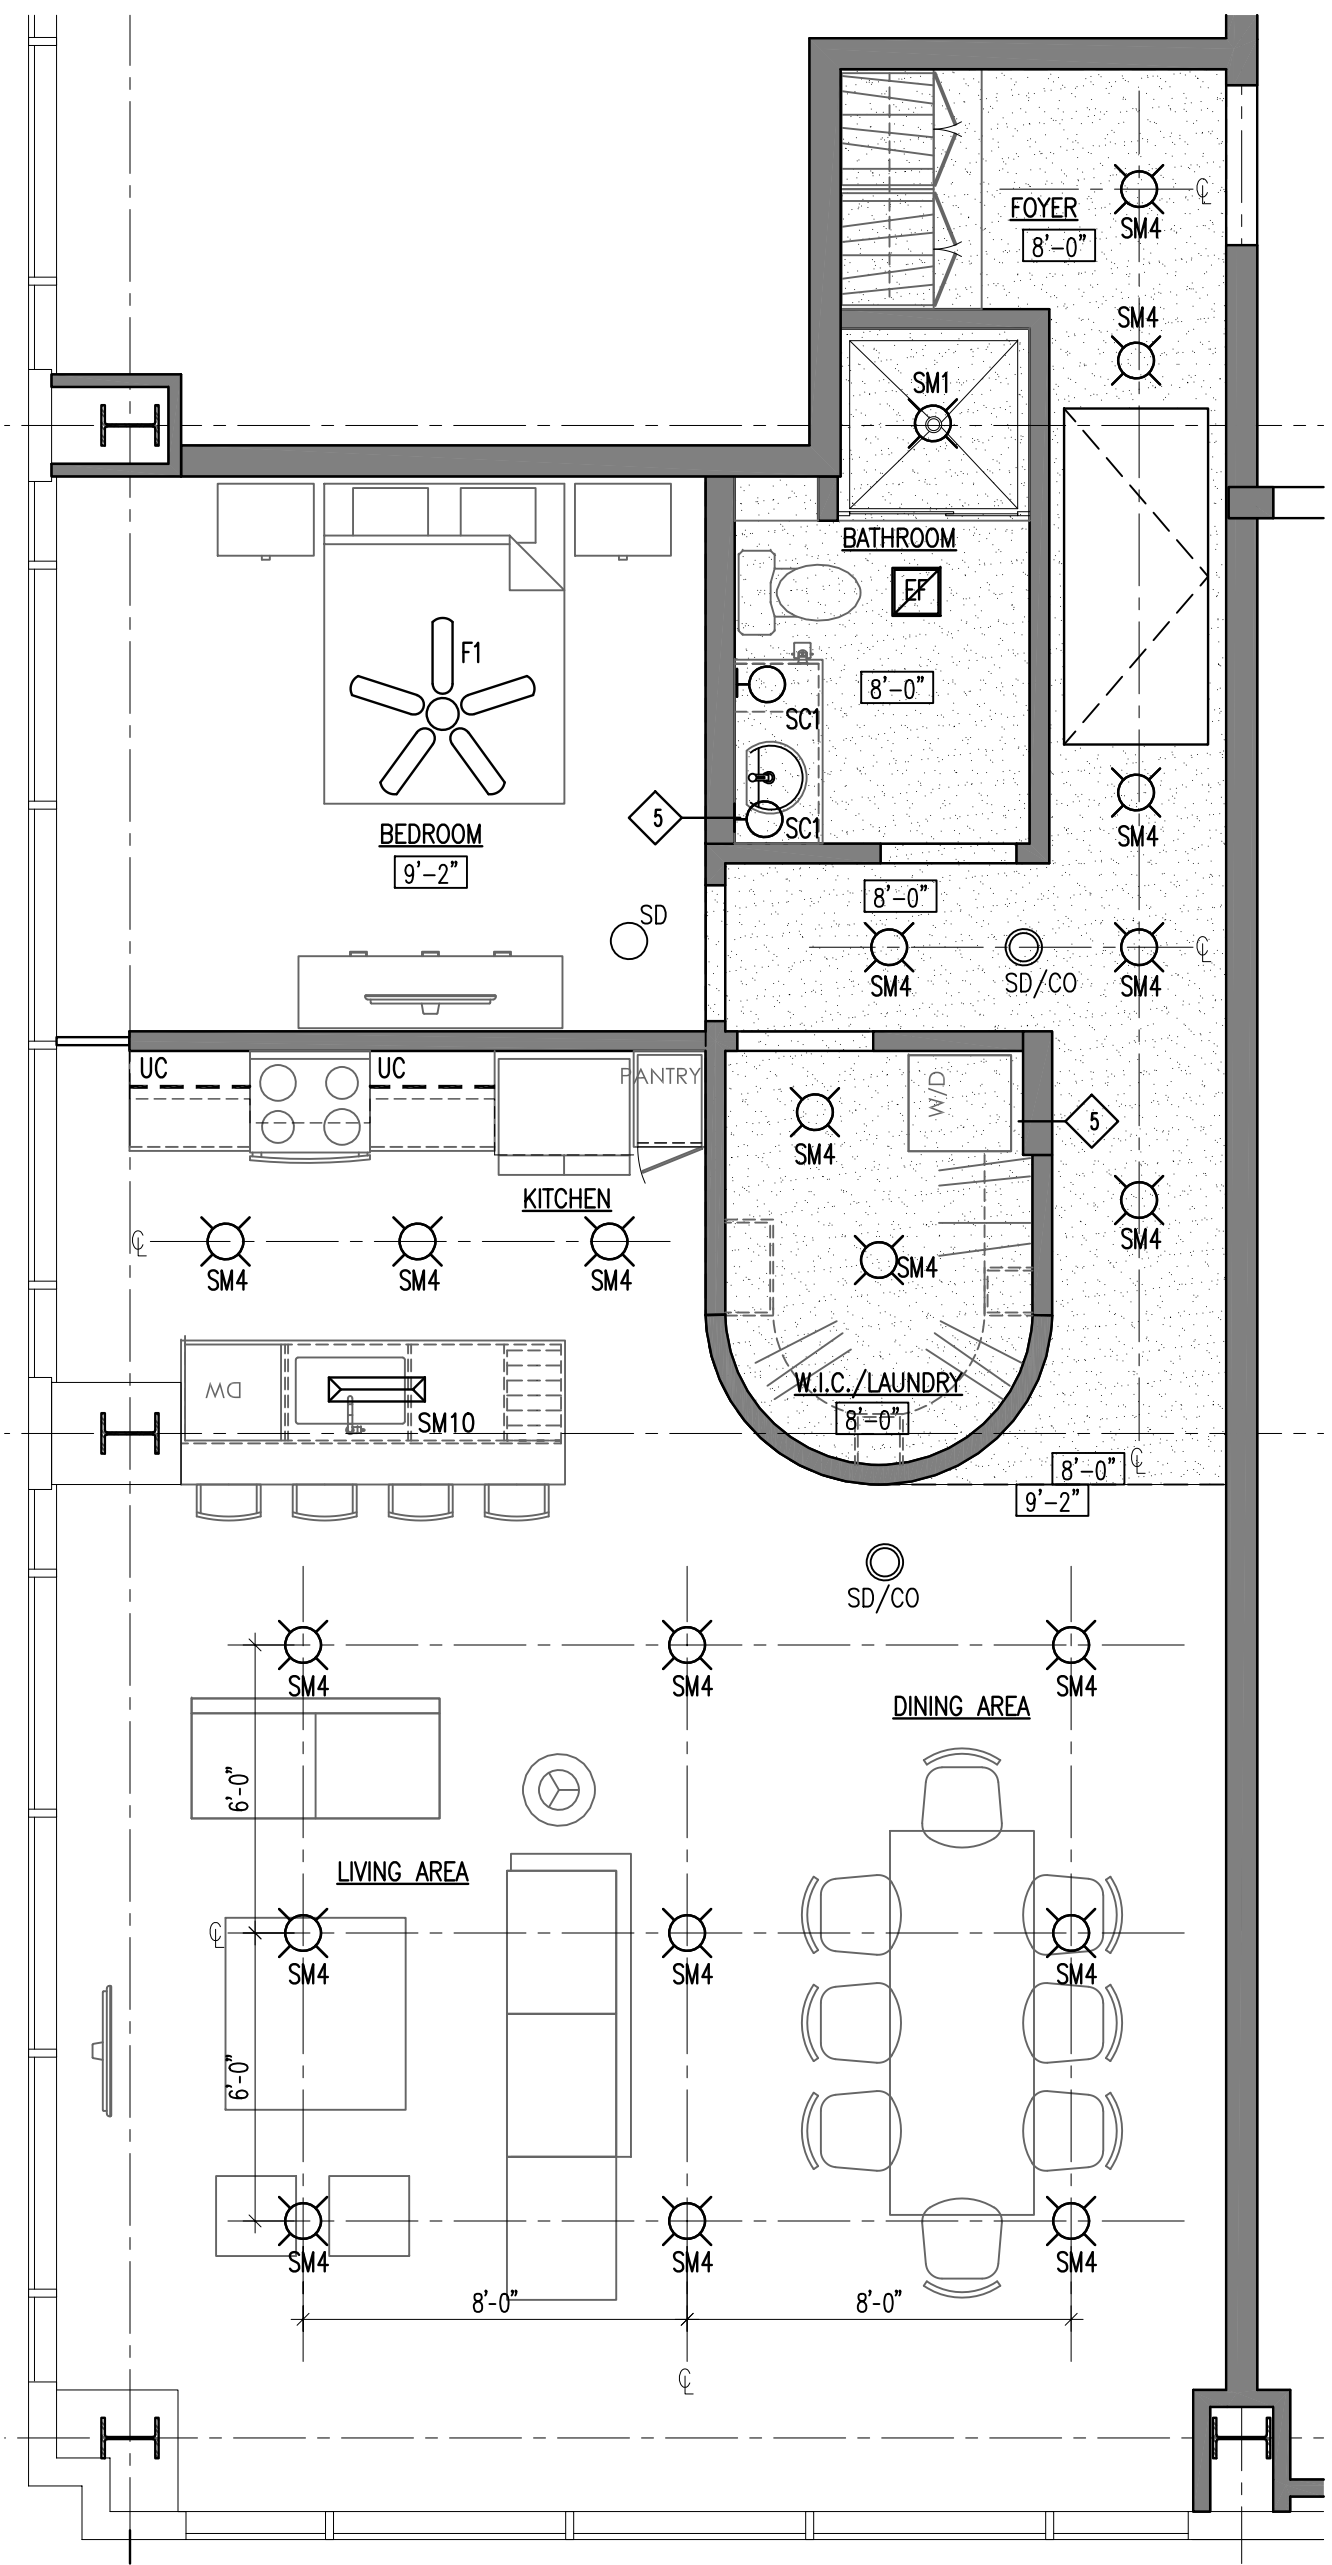 ℄
FOYER
SM4
8'-0"
SM4
SM1
BATHROOM
EF
F1
8'-0"
SC1
5
SC1
SM4
BEDROOM
9'-2"
8'-0"
SD
℄
SM4
SD/CO
SM4
UC
UC
PANTRY
W/D
5
SM4
KITCHEN
SM4
℄
SM4
SM4
SM4
SM4
DW
W.I.C./LAUNDRY
SM10
8'-0"
℄
8'-0"
9'-2"
SD/CO
SM4
SM4
SM4
DINING AREA
6'-0"
LIVING AREA
℄
SM4
SM4
SM4
6'-0"
SM4
SM4
SM4
8'-0"
8'-0"
℄